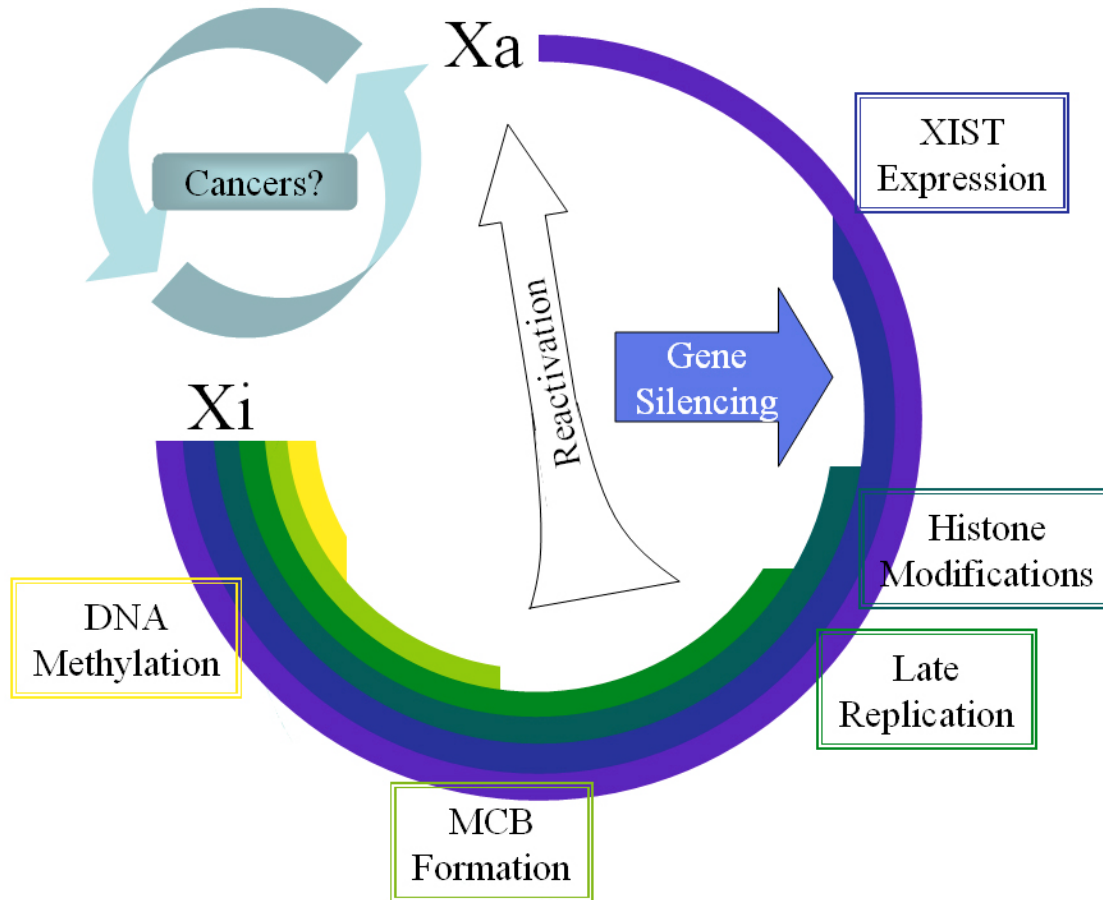 Xa
Cancers?
XIST
Expression
Reactivation
Gene
Silencing
Xi
Histone
Modifications
DNA
Methylation
Late
Replication
MCB
Formation